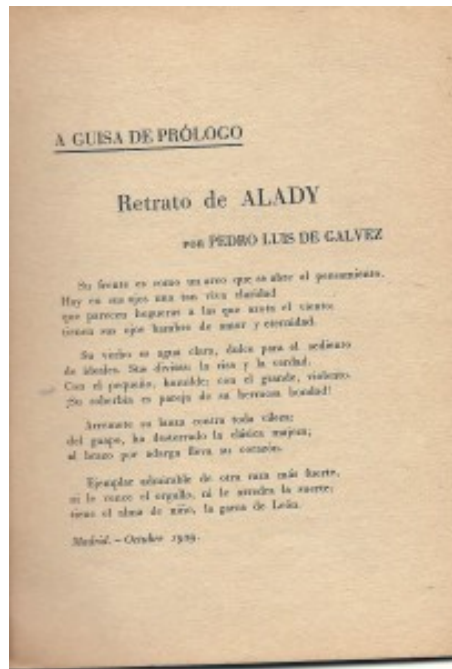 A GUISA DE PRÓLOGO
Retrato de ALADY
POR PEDRO LUIS DE GALVEZ
Su frente es como un arco que se abre el pensamiento.
Hay en sus ojos una tan viva claridad
que parecen hogueras a las que azota el viento:
tienen sus ojos hambre de amor y eternidad.
Su verbo es agua clara, dulce para el sediento
de ideales. Sus divisas: la risa y la verdad.
Con el pequeño, humilde; con el grande, violento.
¡Su soberbia es pareja de su hermosa bondad!
Arremete su lanza contra toda vileza;
del guapo, ha desterrado la clásica majeza;
al brazo por adarga lleva su corazón.
Ejemplar admirable de otra raza más fuerte,
ni le vence el orgullo, ni le arredra la suerte;
tiene el alma de niño, la garra de León.
Madrid. - Octubre 1929.